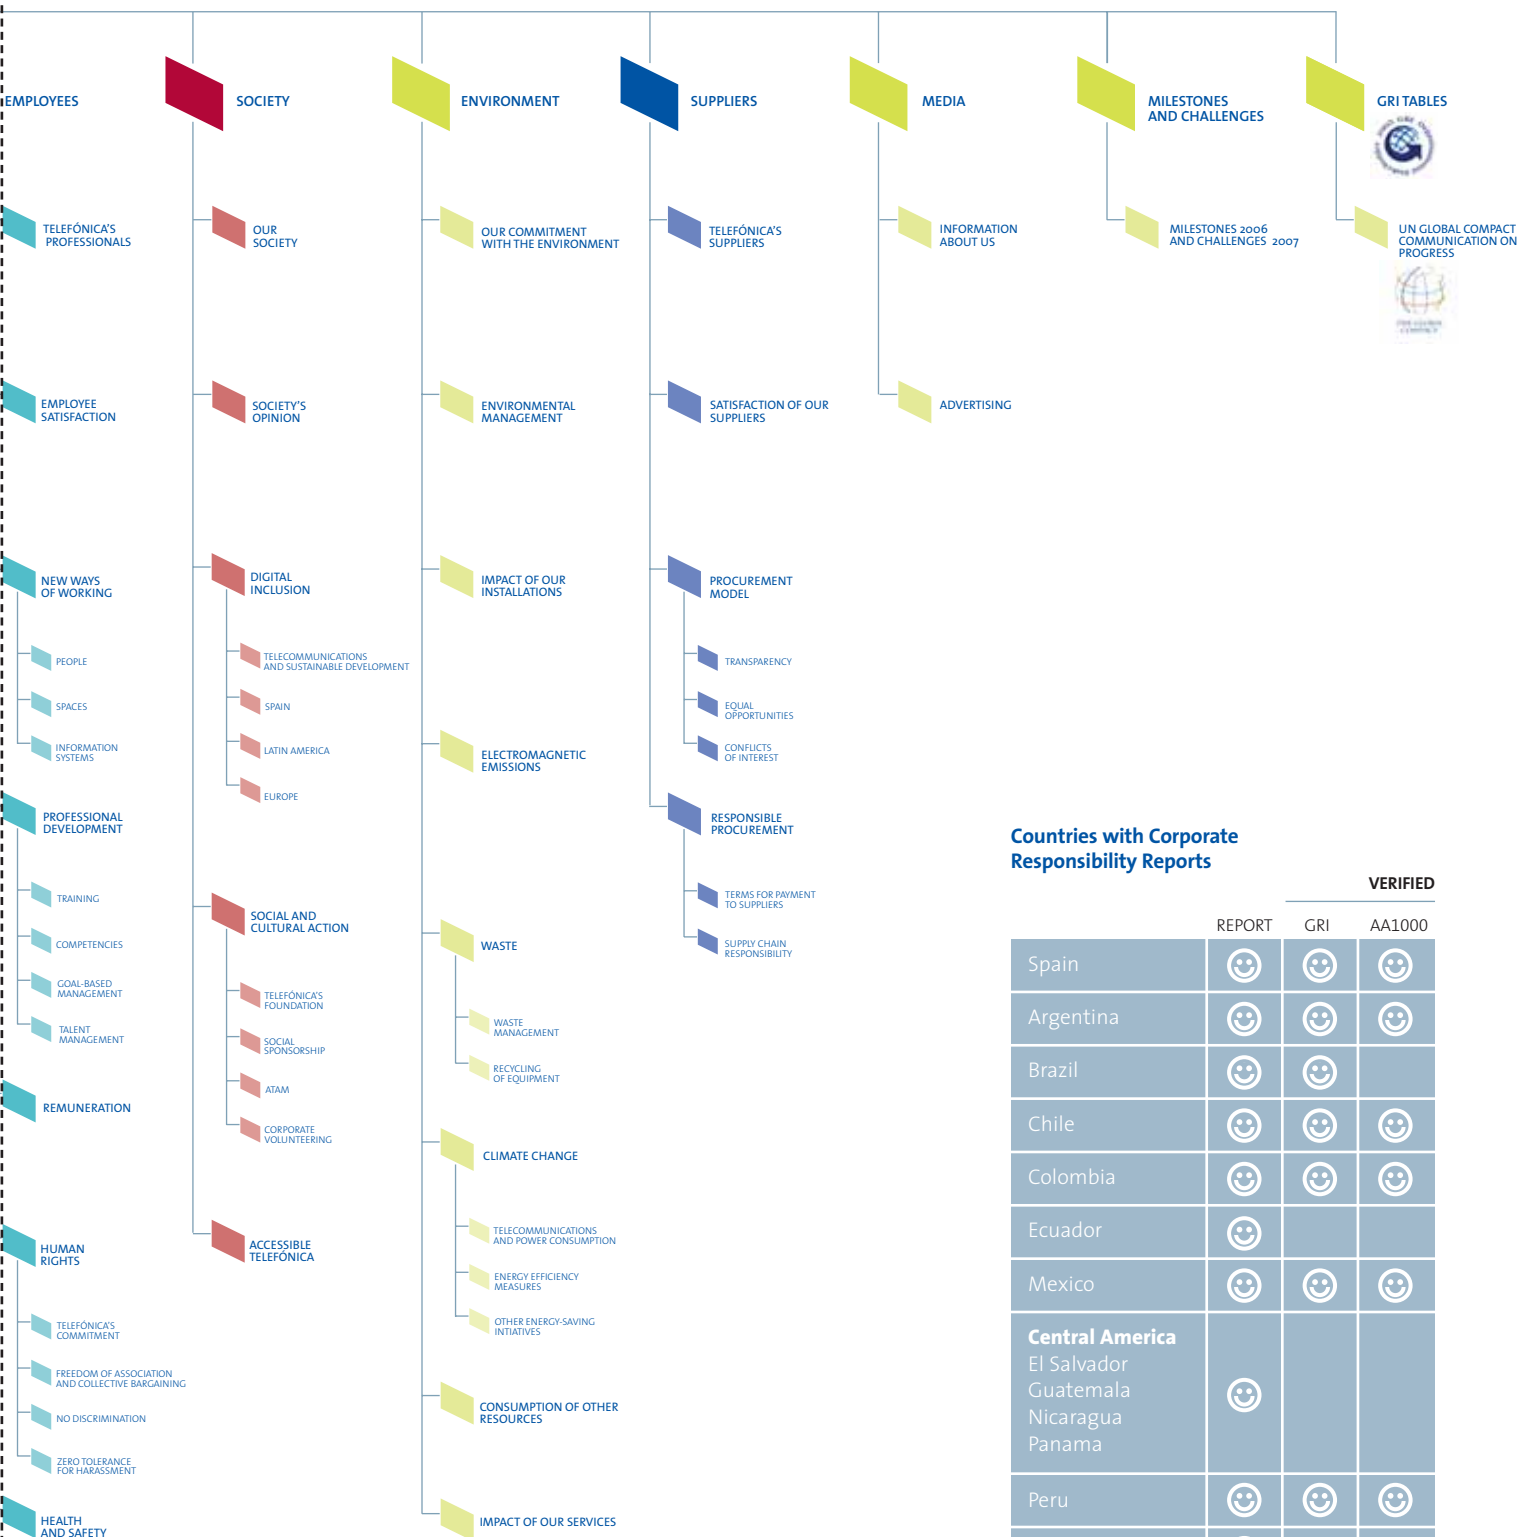 EMPLOYEES
TELEFÓNICA'S
PROFESSIONALS
EMPLOYEE
SATISFACTION
NEW WAYS
OF WORKING
PEOPLE
SPACES
INFORMATION
SYSTEMS
PROFESSIONAL
DEVELOPMENT
TRAINING
COMPETENCIES
GOAL-BASED
MANAGEMENT
TALENT
MANAGEMENT
REMUNERATION
HUMAN
RIGHTS
TELEFÓNICA'S
COMMITMENT
FREEDOM OF ASSOCIATION
AND COLLECTIVE BARGAINING
NO DISCRIMINATION
ZERO TOLERANCE
FOR HARASSMENT
HEALTH
AND SAFETY
SOCIETY
OUR
SOCIETY
SOCIETY'S
OPINION
DIGITAL
INCLUSION
TELECOMMUNICATIONS
AND SUSTAINABLE DEVELOPMENT
SPAIN
LATIN AMERICA
EUROPE
SOCIAL AND
CULTURAL ACTION
TELEFÓNICA'S
FOUNDATION
SOCIAL
SPONSORSHIP
ATAM
CORPORATE
VOLUNTEERING
ACCESSIBLE
TELEFÓNICA
ENVIRONMENT
OUR COMMITMENT
WITH THE ENVIRONMENT
ENVIRONMENTAL
MANAGEMENT
IMPACT OF OUR
INSTALLATIONS
ELECTROMAGNETIC
EMISSIONS
WASTE
WASTE
MANAGEMENT
RECYCLING
OF EQUIPMENT
CLIMATE CHANGE
TELECOMMUNICATIONS
AND POWER CONSUMPTION
ENERGY EFFICIENCY
MEASURES
OTHER ENERGY-SAVING
INTIATIVES
CONSUMPTION OF OTHER
RESOURCES
IMPACT OF OUR SERVICES
SUPPLIERS
TELEFÓNICA'S
SUPPLIERS
SATISFACTION OF OUR
SUPPLIERS
PROCUREMENT
MODEL
TRANSPARENCY
EQUAL
OPPORTUNITIES
CONFLICTS
OF INTEREST
RESPONSIBLE
PROCUREMENT
TERMS FOR PAYMENT
TO SUPPLIERS
SUPPLY CHAIN
RESPONSIBILITY
MEDIA
INFORMATION
ABOUT US
ADVERTISING
MILESTONES
AND CHALLENGES
MILESTONES 2006
AND CHALLENGES 2007
GRI TABLES
UN GLOBAL COMPACT
COMMUNICATION ON
PROGRESS
Countries with Corporate
Responsibility Reports
VERIFIED
REPORT GRI AA1000
Spain
Argentina
Brazil
Chile
Colombia
Ecuador
Mexico
Central America
El Salvador
Guatemala
Nicaragua
Panama
Peru